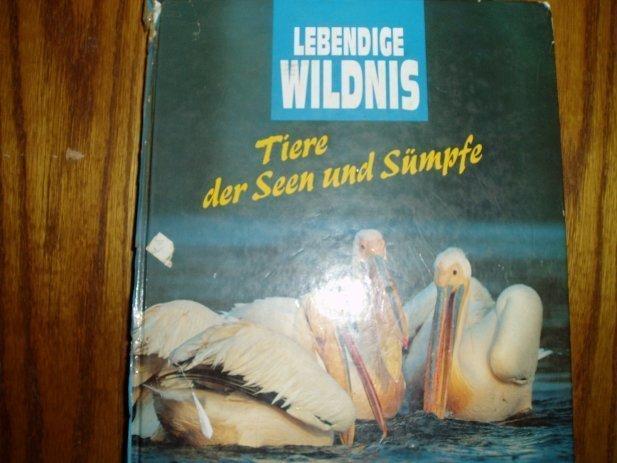 LEBENDIGE
WILDNIS
Tiere
der Seen und Sümpfe